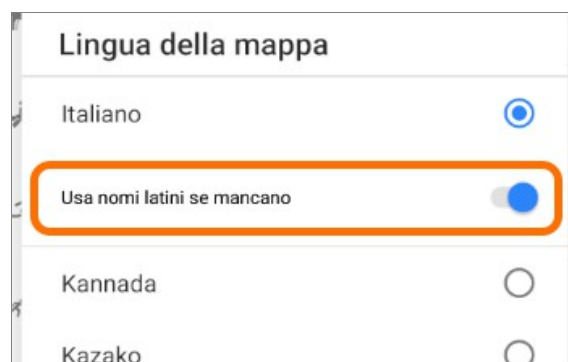 Lingua della mappa
Italiano
Usa nomi latini se mancano
Kannada
Kazako